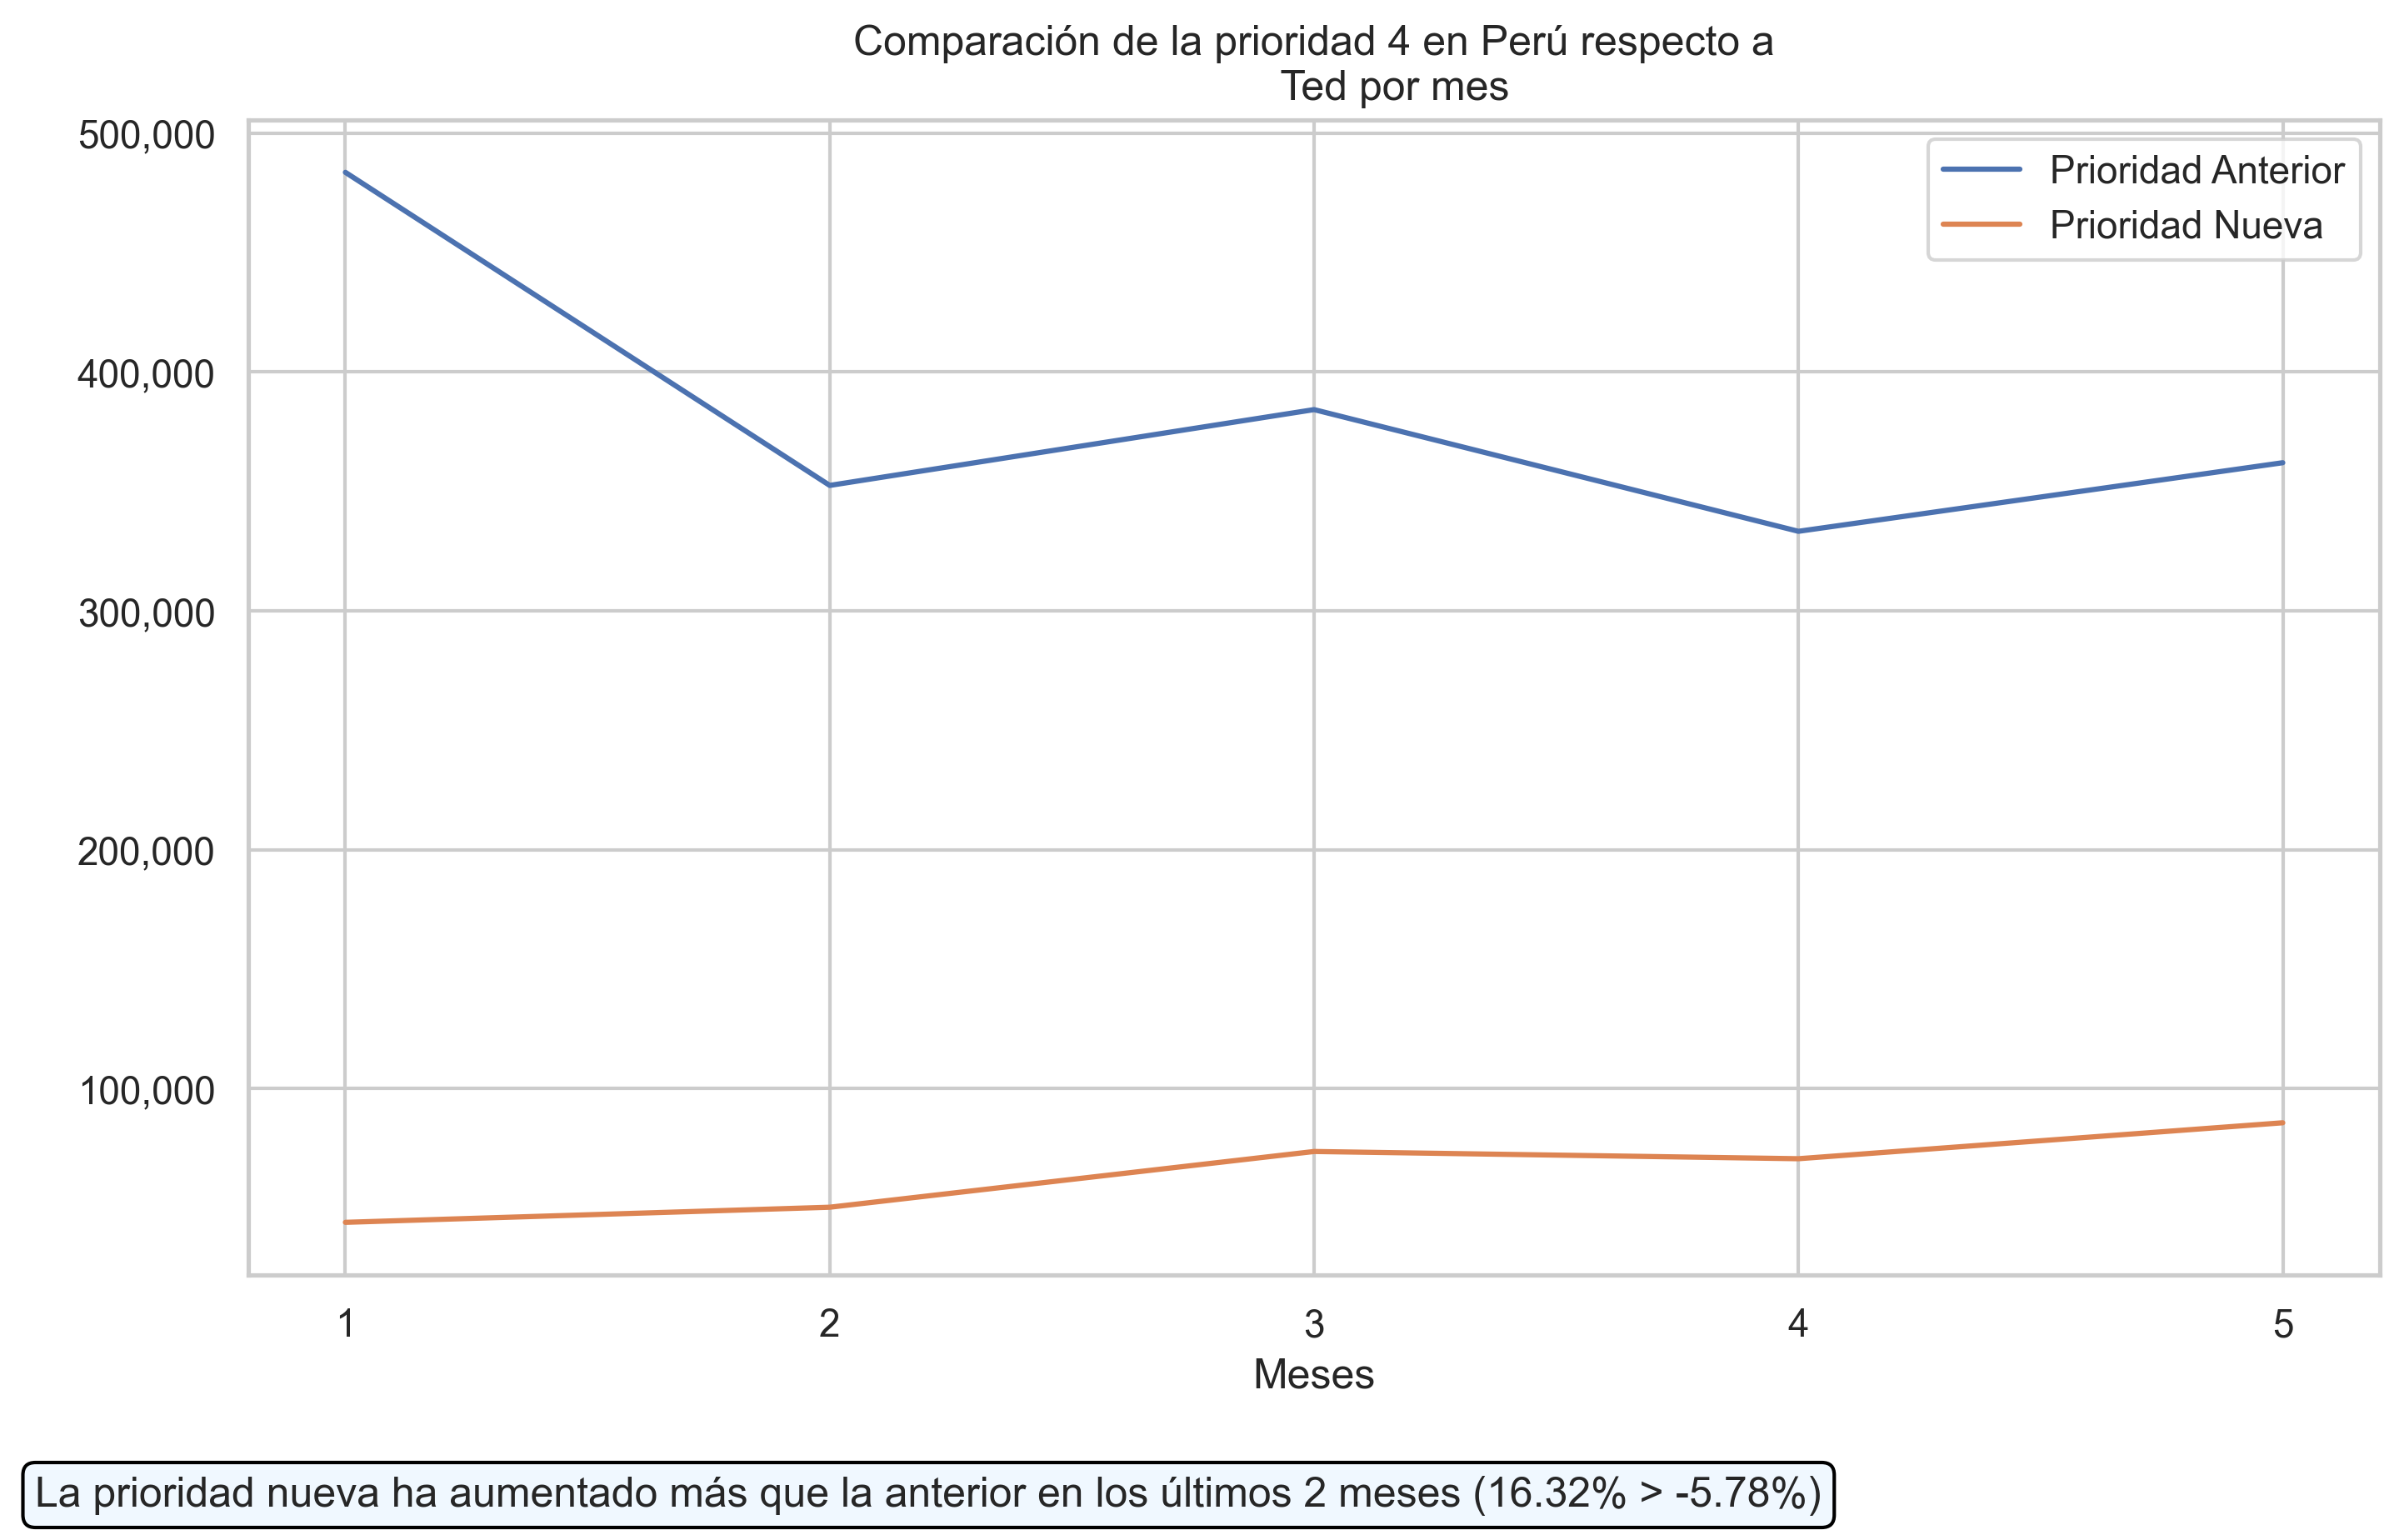 Comparación de la prioridad 4 en Perú respecto a
Ted por mes
500,000
400,000
300,000
200,000
100,000
Prioridad Anterior
Prioridad Nueva
1 2 3 4 5
Meses
La prioridad nueva ha aumentado más que la anterior en los últimos 2 meses (16.32% > -5.78%)